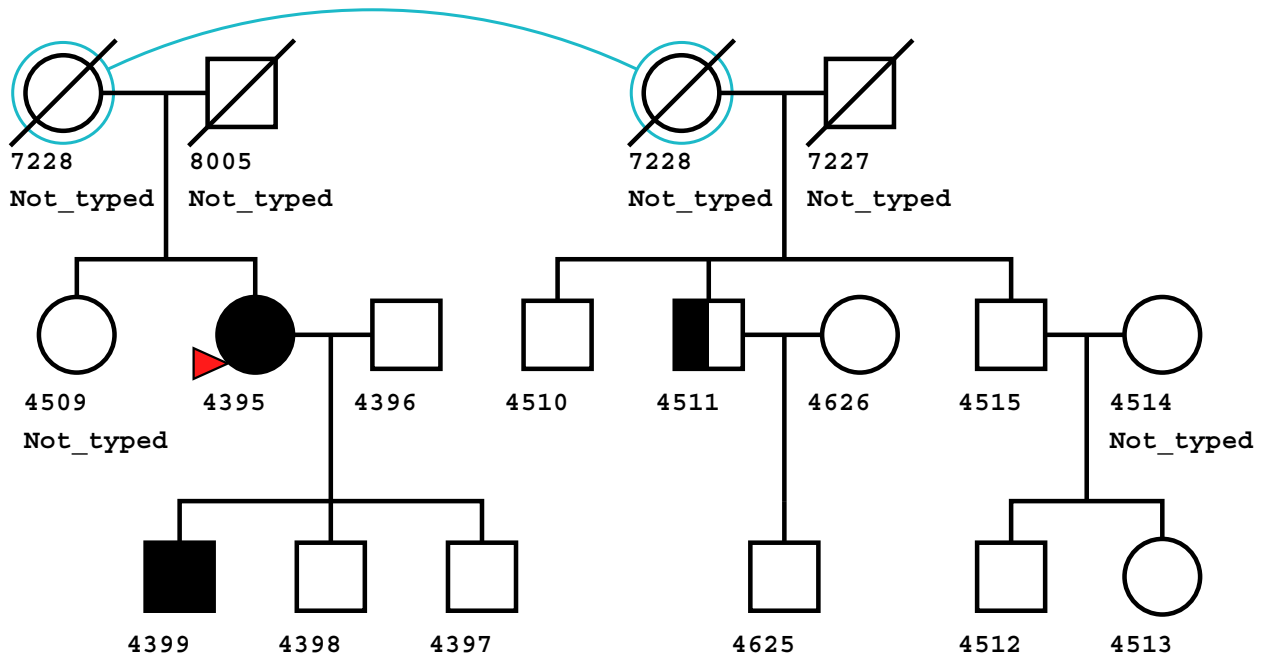 7228 8005 7228 7227
Not_typed Not_typed Not_typed Not_typed
4509 4395 4396 4510 4511 4626 4515 4514
Not_typed Not_typed
4399 4398 4397 4625 4512 4513